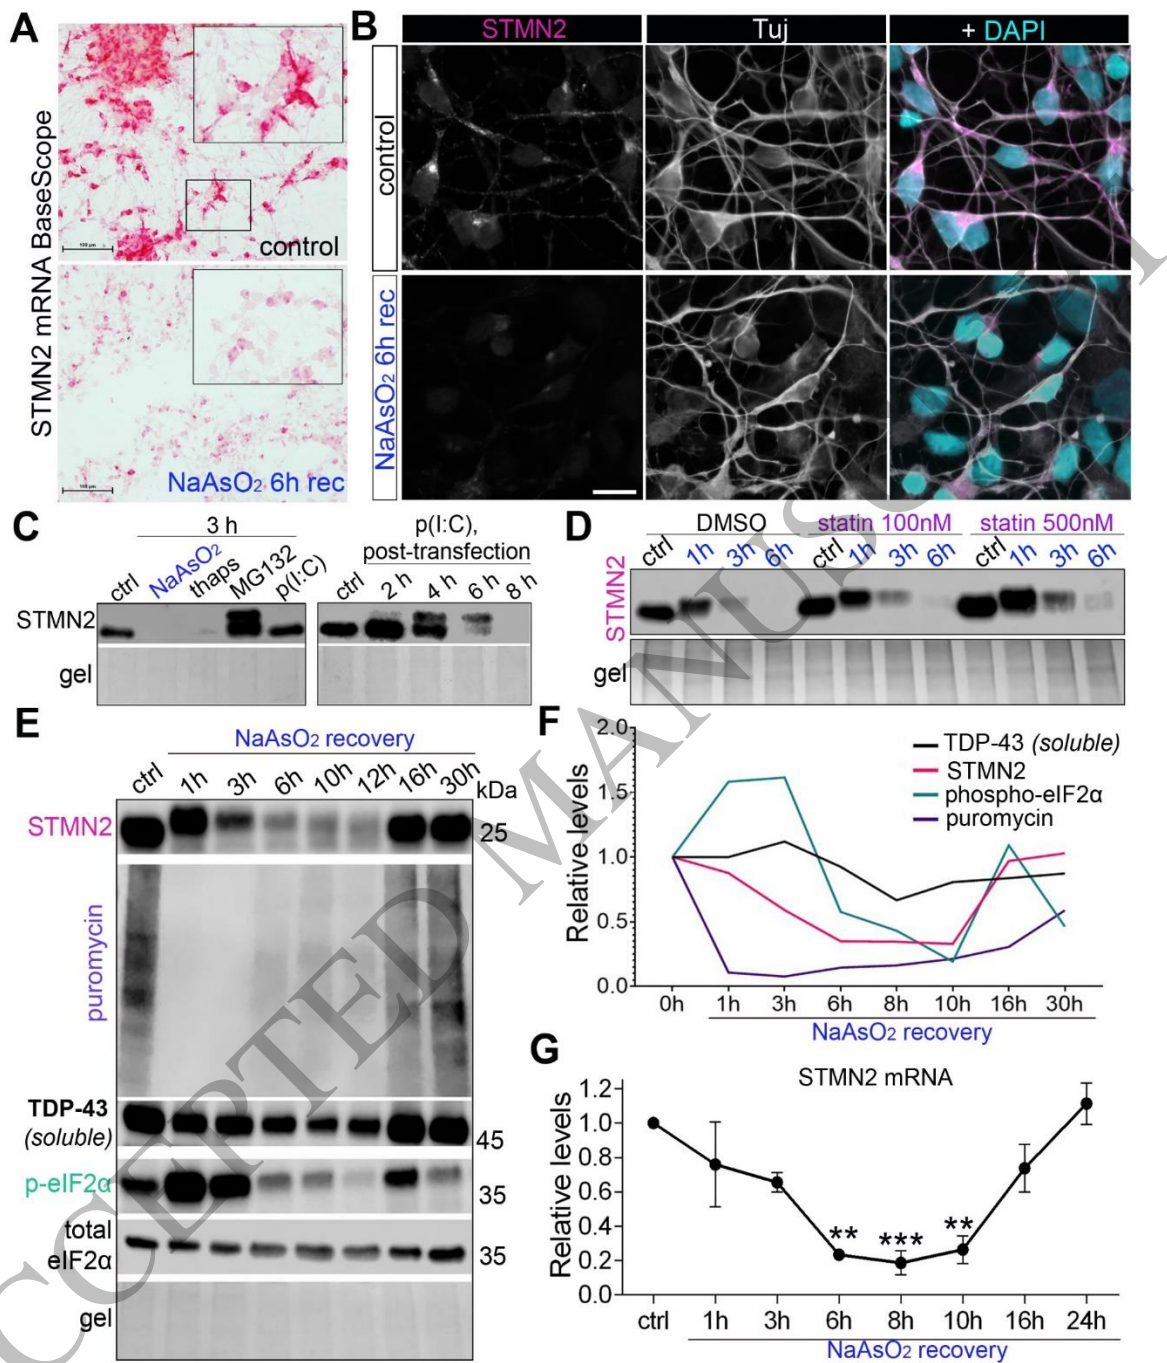 A
STMN2 mRNA BaseScope
100 µm
control
100 µm
NaAsO₂ 6h rec
B
STMN2 Tuj + DAPI
control
NaAsO₂ 6h rec
C
3 h
ctrl NaAsO₂ thaps MG132 p(I:C)
p(I:C),
post-transfection
ctrl 2 h 4 h 6 h 8 h
STMN2
gel
D
DMSO statin 100nM statin 500nM
ctrl 1h 3h 6h ctrl 1h 3h 6h ctrl 1h 3h 6h
STMN2
gel
E
NaAsO₂ recovery
ctrl 1h 3h 6h 10h 12h 16h 30h kDa
STMN2 25
puromycin
TDP-43
(soluble) 45
p-eIF2α 35
total
eIF2α 35
gel
F
2.0
1.5
1.0
0.5
0.0
Relative levels
TDP-43 (soluble)
STMN2
phospho-eIF2α
puromycin
0h 1h 3h 6h 8h 10h 16h 30h
NaAsO₂ recovery
G
STMN2 mRNA
1.2
1.0
0.8
0.6
0.4
0.2
0.0
Relative levels
** *** **
ctrl 1h 3h 6h 8h 10h 16h 24h
NaAsO₂ recovery
CCEPTED MANUSCRIPT